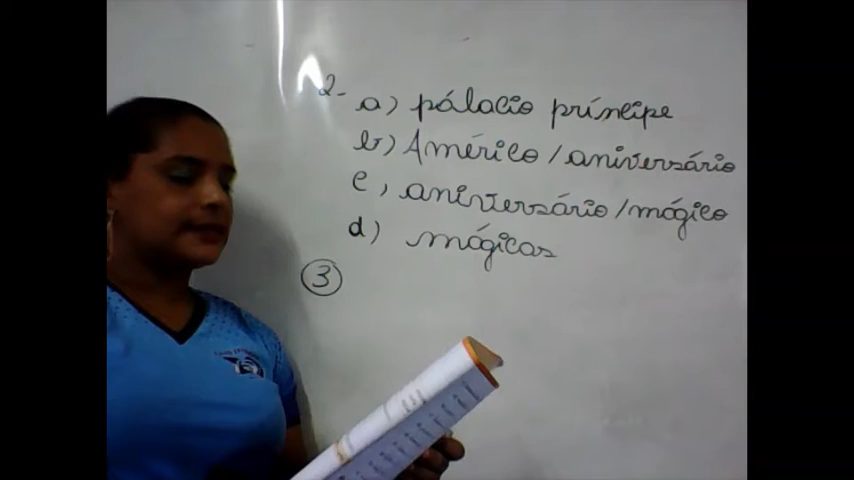 2-
a) pálacio príncipe
b) Américo / aniversário
c) aniversário / mágico
d) mágicas
3